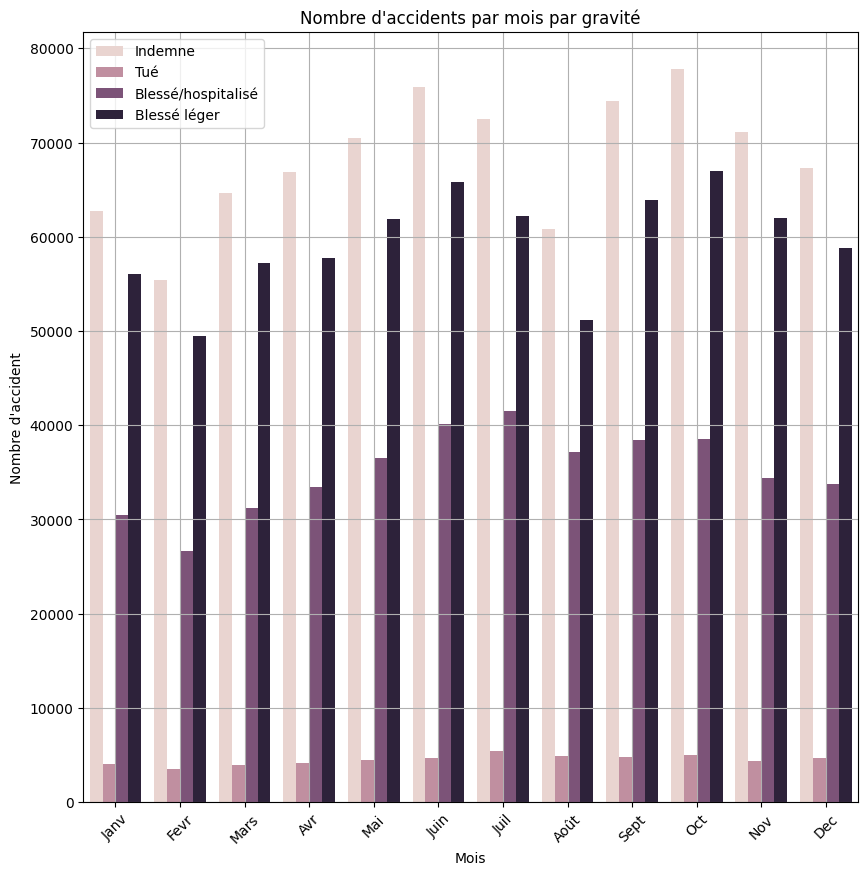 Nombre d'accidents par mois par gravité
Indemne
Tué
Blessé/hospitalisé
Blessé léger
80000
70000
60000
50000
40000
30000
20000
10000
0
Nombre d'accident
Janv
Fevr
Mars
Avr
Mai
Juin
Juil
Août
Sept
Oct
Nov
Dec
Mois